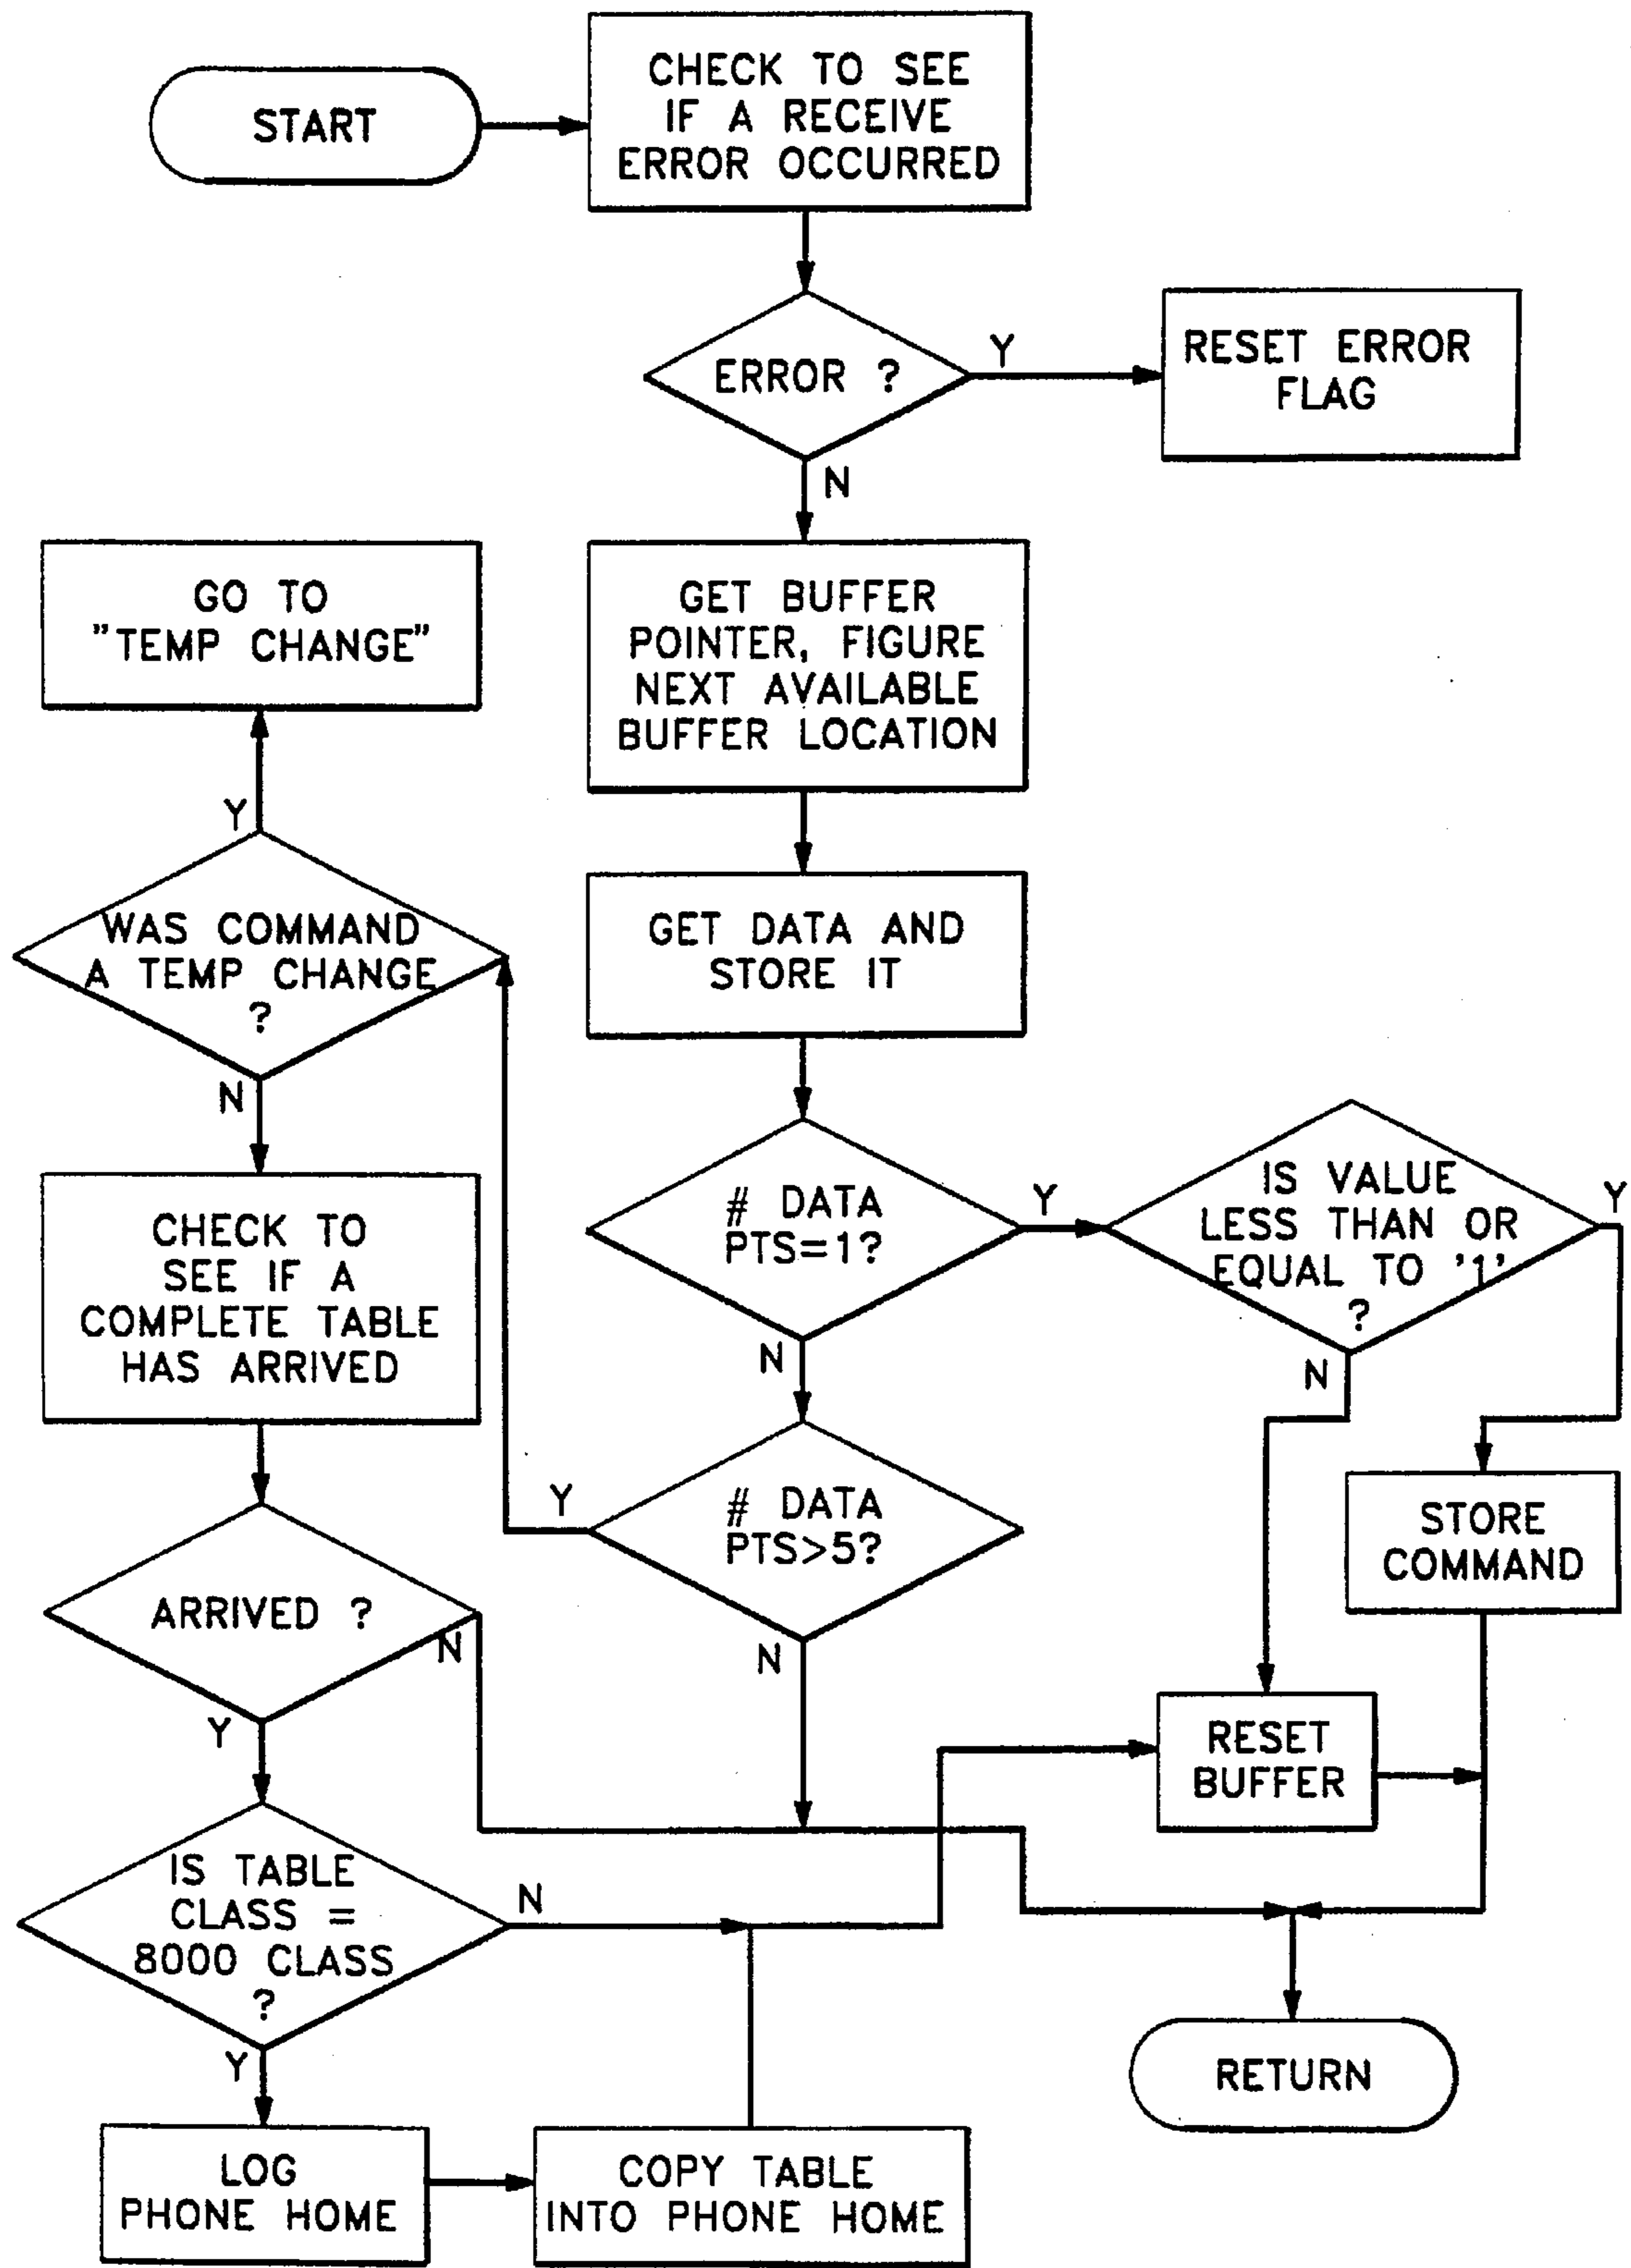 START
CHECK TO SEE
IF A RECEIVE
ERROR OCCURRED
ERROR ?
Y
RESET ERROR
FLAG
N
GO TO
"TEMP CHANGE"
GET BUFFER
POINTER, FIGURE
NEXT AVAILABLE
BUFFER LOCATION
Y
WAS COMMAND
A TEMP CHANGE
?
N
GET DATA AND
STORE IT
# DATA
PTS=1?
Y
N
IS VALUE
LESS THAN OR
EQUAL TO '1'
?
Y
N
CHECK TO
SEE IF A
COMPLETE TABLE
HAS ARRIVED
# DATA
PTS>5?
Y
N
STORE
COMMAND
ARRIVED ?
N
Y
RESET
BUFFER
IS TABLE
CLASS =
8000 CLASS
?
N
Y
RETURN
LOG
PHONE HOME
COPY TABLE
INTO PHONE HOME